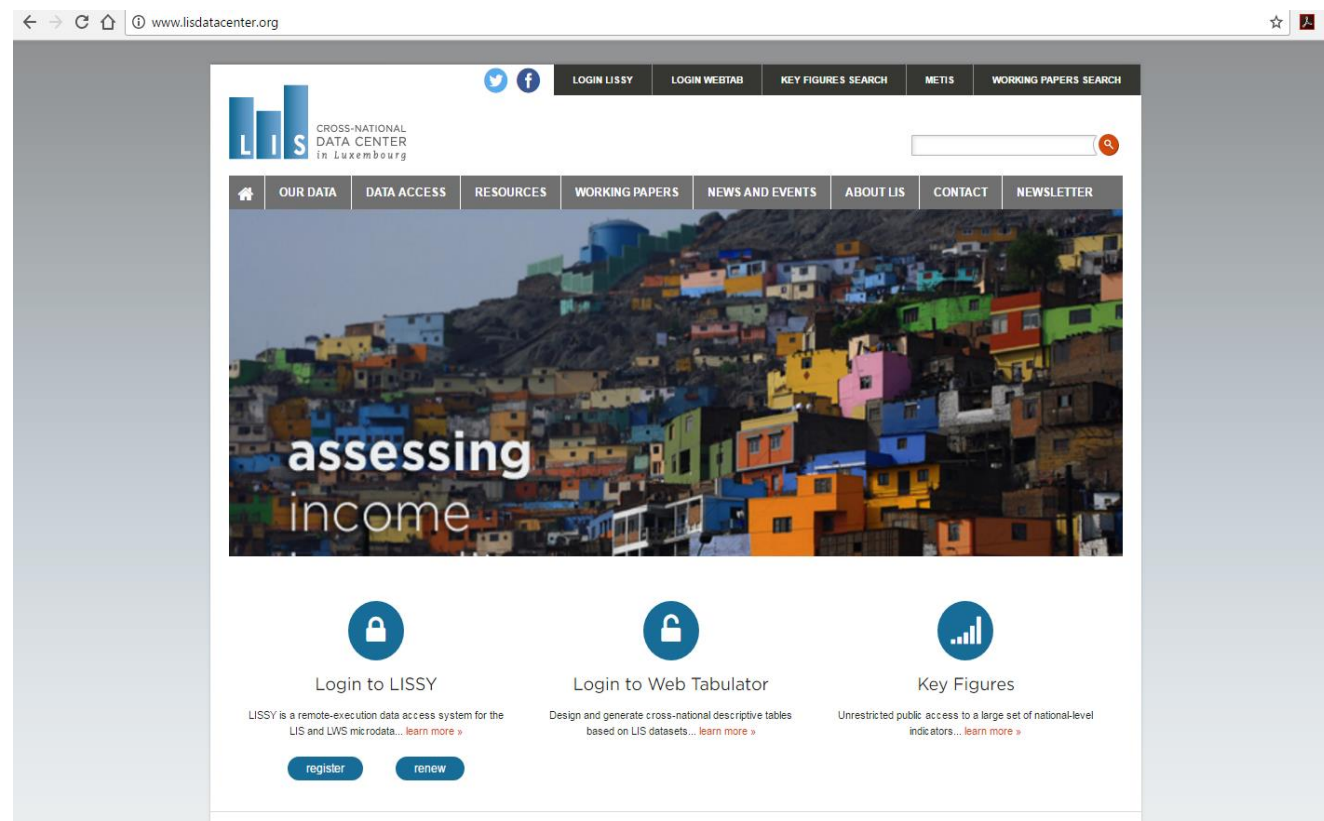 www.lisdatacenter.org
LOGIN LISSY
LOGIN WEBTAB
KEY FIGURES SEARCH
METIS
WORKING PAPERS SEARCH
LIS
CROSS-NATIONAL
DATA CENTER
in Luxembourg
OUR DATA
DATA ACCESS
RESOURCES
WORKING PAPERS
NEWS AND EVENTS
ABOUT LIS
CONTACT
NEWSLETTER
assessing
income
Login to LISSY
LISSY is a remote-execution data access system for the
LIS and LWS microdata... learn more »
register
renew
Login to Web Tabulator
Design and generate cross-national descriptive tables
based on LIS datasets... learn more »
Key Figures
Unrestricted public access to a large set of national-level
indicators... learn more »